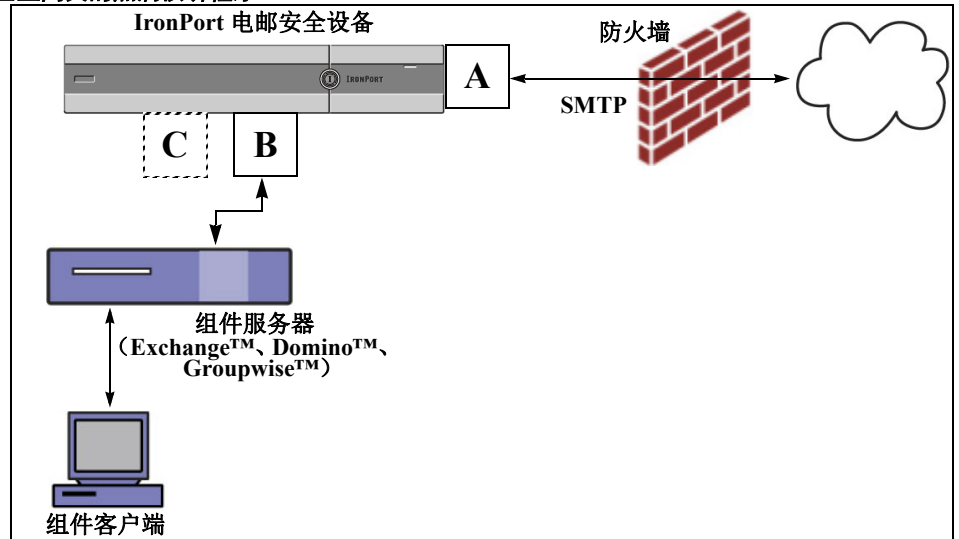 IronPort 电邮安全设备
防火墙
IRONPORT
A
SMTP
C
B
组件服务器
（Exchange™、Domino™、
Groupwise™）
组件客户端